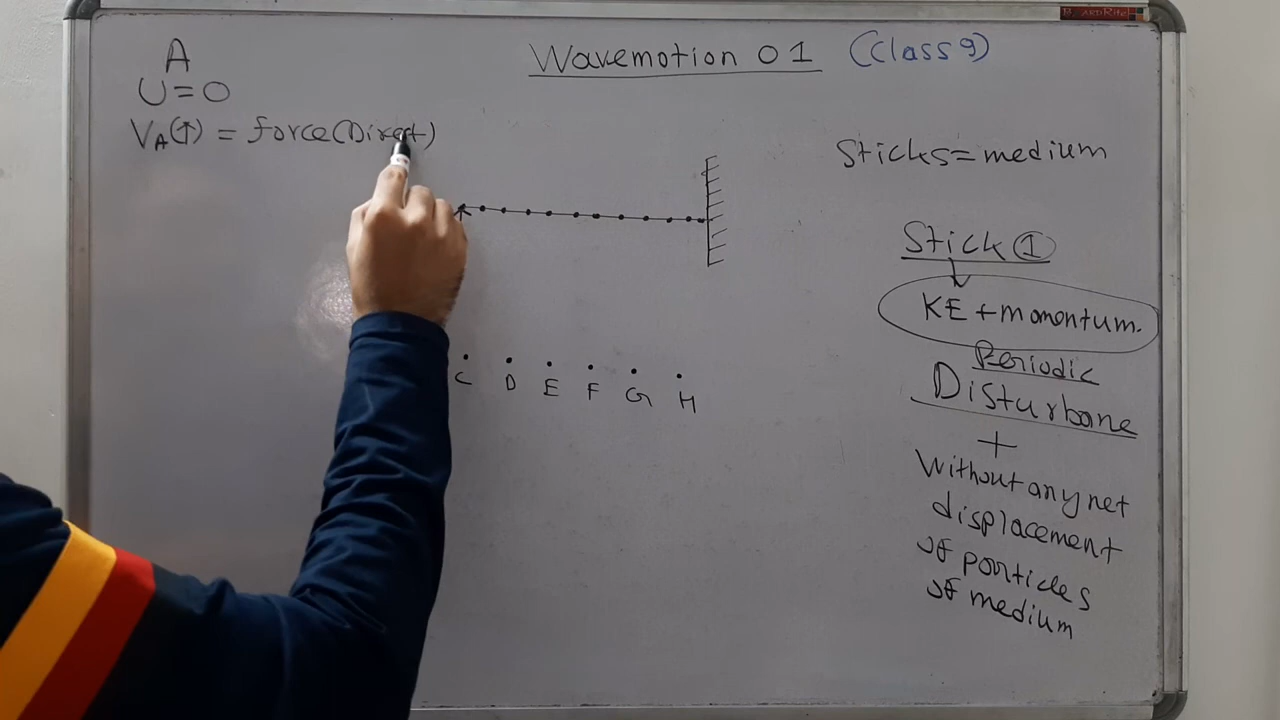 Wavemotion 01 (Class 9)
A
U=0
VA(↑) = force(Direct)
Sticks=medium
Stick ①
KE+momentum.
Periodic
Disturbane
+
Without any net
displacement
of particles
of medium
C D E F G H